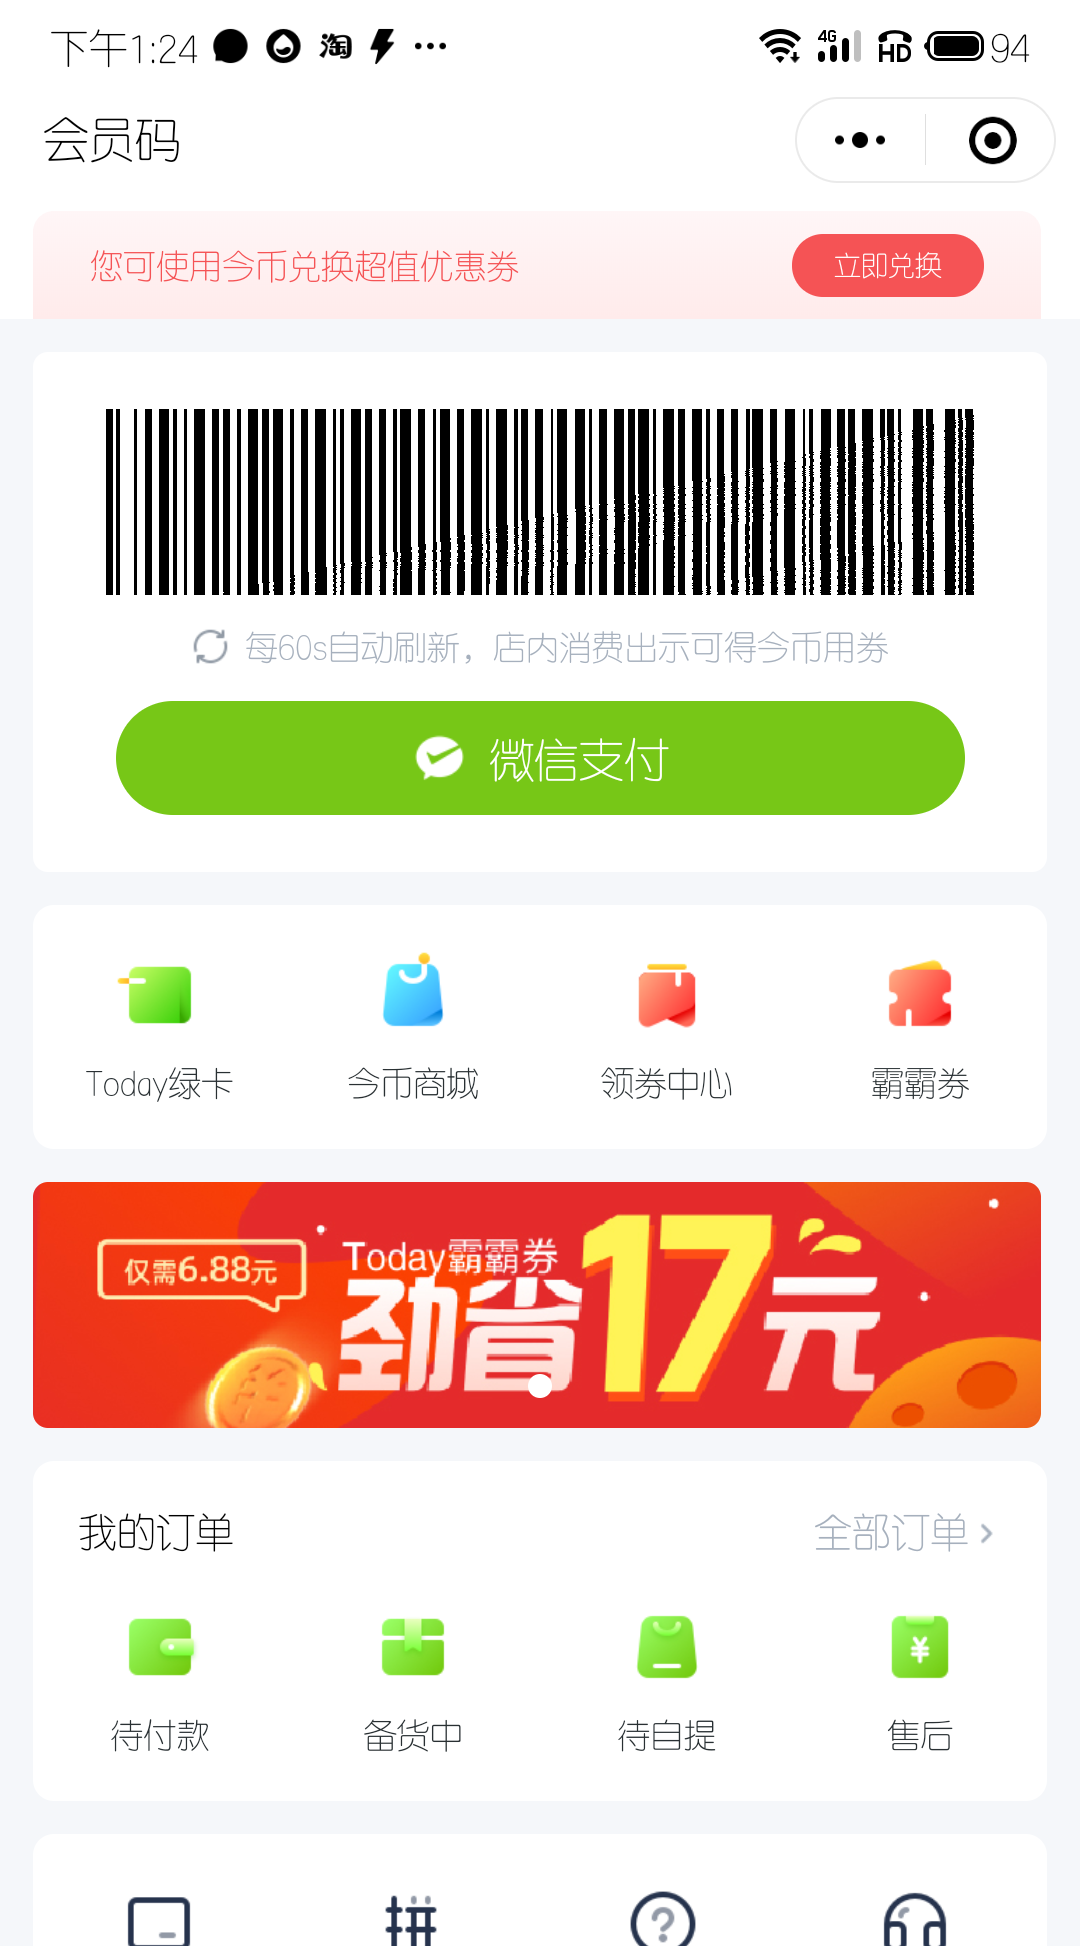 下午1:24
淘
4G
HD
94
会员码
您可使用今币兑换超值优惠券
立即兑换
每60s自动刷新，店内消费出示可得今币用券
微信支付
Today绿卡
今币商城
领券中心
霸霸券
仅需6.88元
Today霸霸券
劲省17元
我的订单
全部订单
待付款
备货中
待自提
¥
售后
拼
?